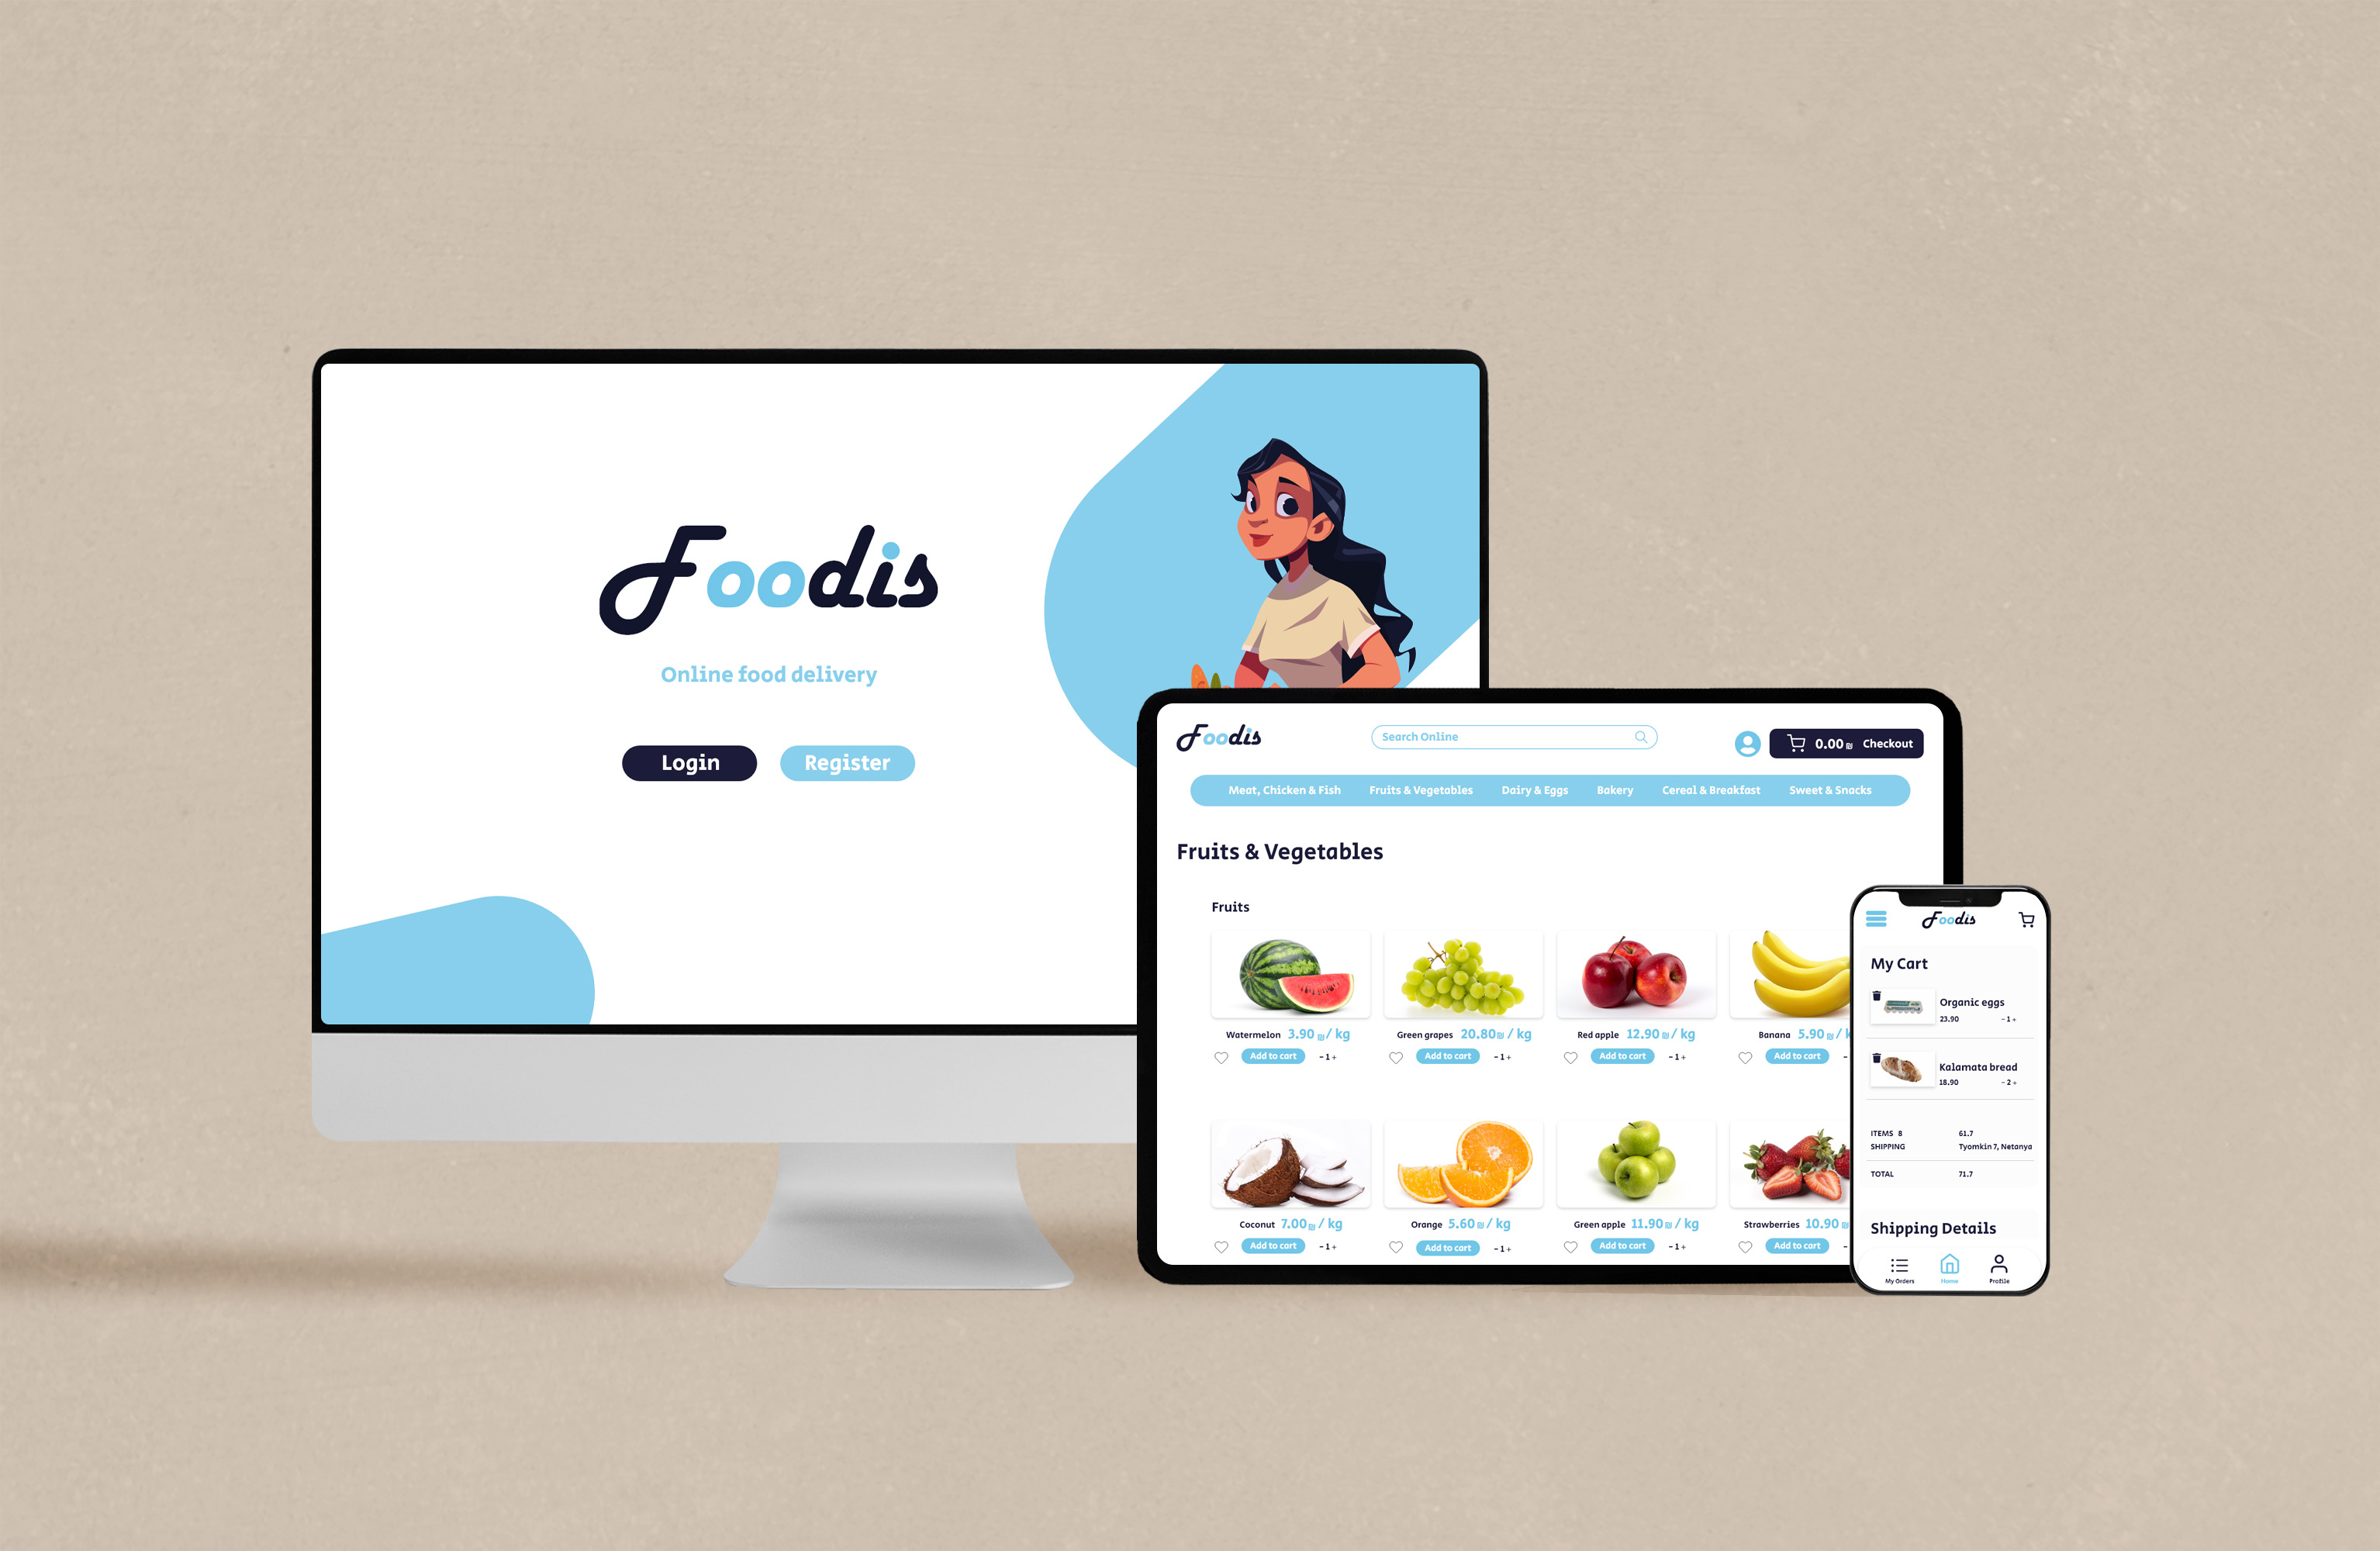 Foodis
Online food delivery
Login Register
Foodis
Search Online
0.00 ₪ Checkout
Meat, Chicken & Fish Fruits & Vegetables Dairy & Eggs Bakery Cereal & Breakfast Sweet & Snacks
Fruits & Vegetables
Fruits
Watermelon 3.90 ₪ / kg Green grapes 20.80 ₪ / kg Red apple 12.90 ₪ / kg Banana 5.90 ₪ /
Add to cart - 1 + Add to cart - 1 + Add to cart - 1 + Add to cart -
Coconut 7.00 ₪ / kg Orange 5.60 ₪ / kg Green apple 11.90 ₪ / kg Strawberries 10.90
Add to cart - 1 + Add to cart - 1 + Add to cart - 1 + Add to cart -
Foodis
My Cart
Organic eggs
23.90 - 1 +
Kalamata bread
18.90 - 2 +
ITEMS 8 61.7
SHIPPING Tyomkin 7, Netanya
TOTAL 71.7
Shipping Details
My Orders Home Profile